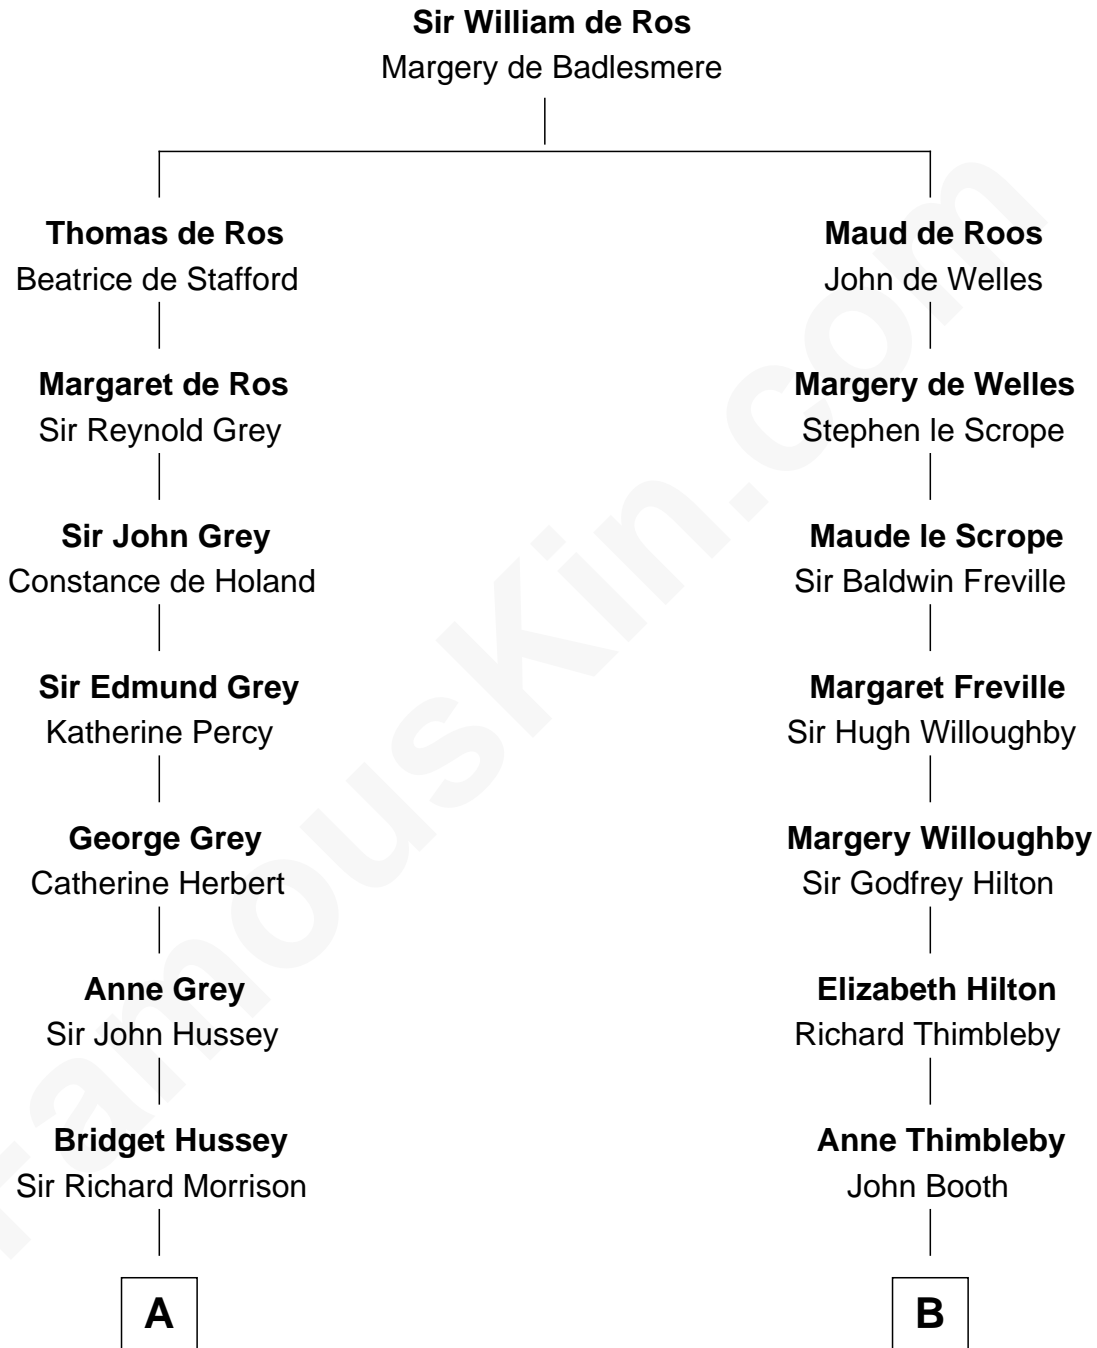 Sir William de Ros
Margery de Badlesmere
Thomas de Ros
Beatrice de Stafford
Margaret de Ros
Sir Reynold Grey
Sir John Grey
Constance de Holand
Sir Edmund Grey
Katherine Percy
George Grey
Catherine Herbert
Anne Grey
Sir John Hussey
Bridget Hussey
Sir Richard Morrison
A
Maud de Roos
John de Welles
Margery de Welles
Stephen le Scrope
Maude le Scrope
Sir Baldwin Freville
Margaret Freville
Sir Hugh Willoughby
Margery Willoughby
Sir Godfrey Hilton
Elizabeth Hilton
Richard Thimbleby
Anne Thimbleby
John Booth
B
FamousKin.com